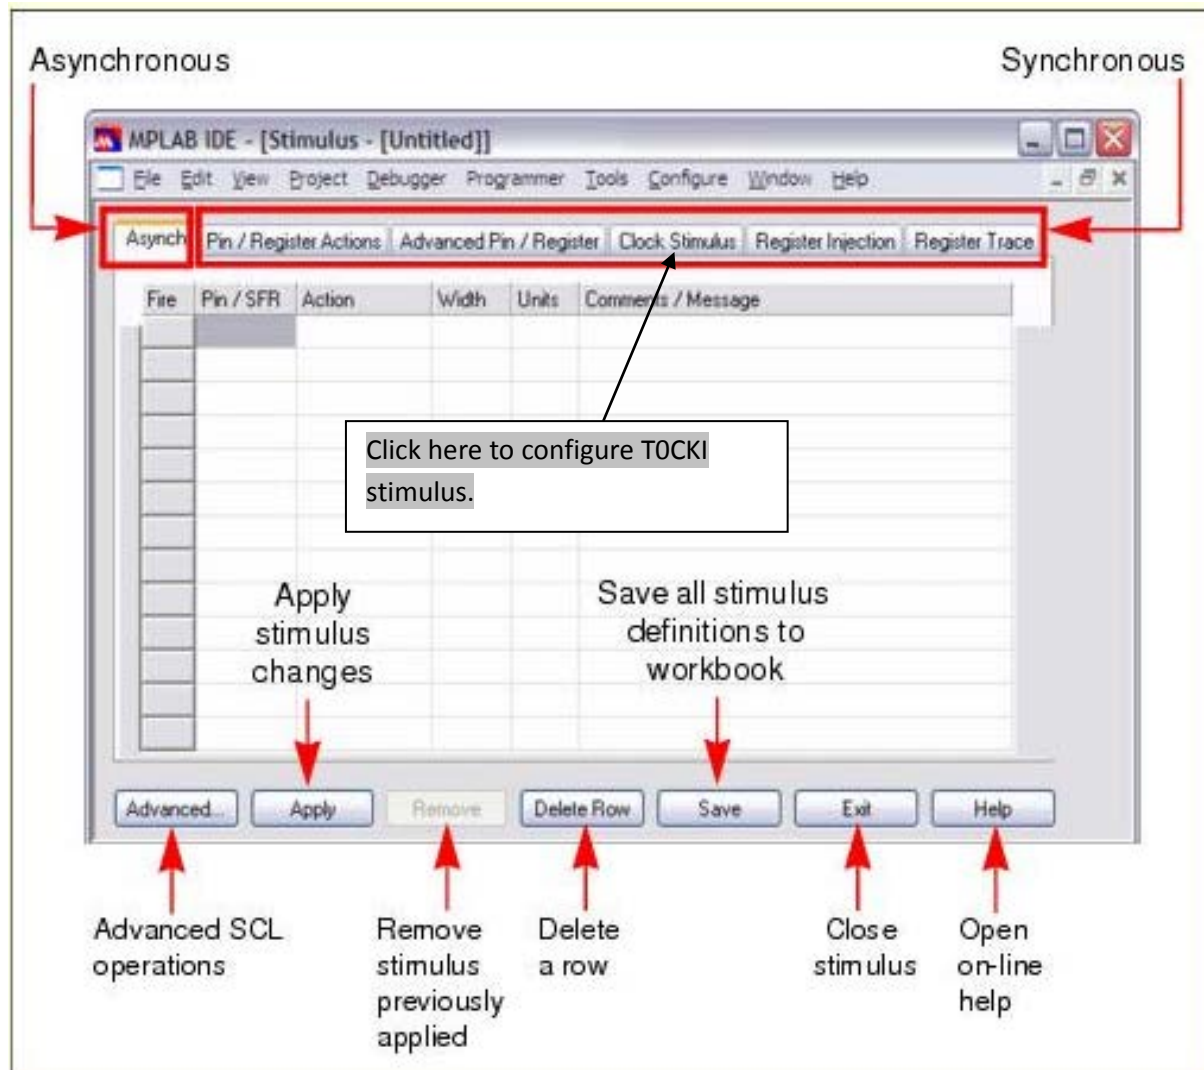 Asynchronous
Synchronous
MPLAB IDE - [Stimulus - [Untitled]]
File Edit View Project Debugger Programmer Tools Configure Window Help
Asynch Pin / Register Actions Advanced Pin / Register Clock Stimulus Register Injection Register Trace
Fire Pin / SFR Action Width Units Comments / Message
Click here to configure T0CKI
stimulus.
Apply
stimulus
changes
Save all stimulus
definitions to
workbook
Advanced... Apply Remove Delete Row Save Exit Help
Advanced SCL
operations
Remove
stimulus
previously
applied
Delete
a row
Close
stimulus
Open
on-line
help